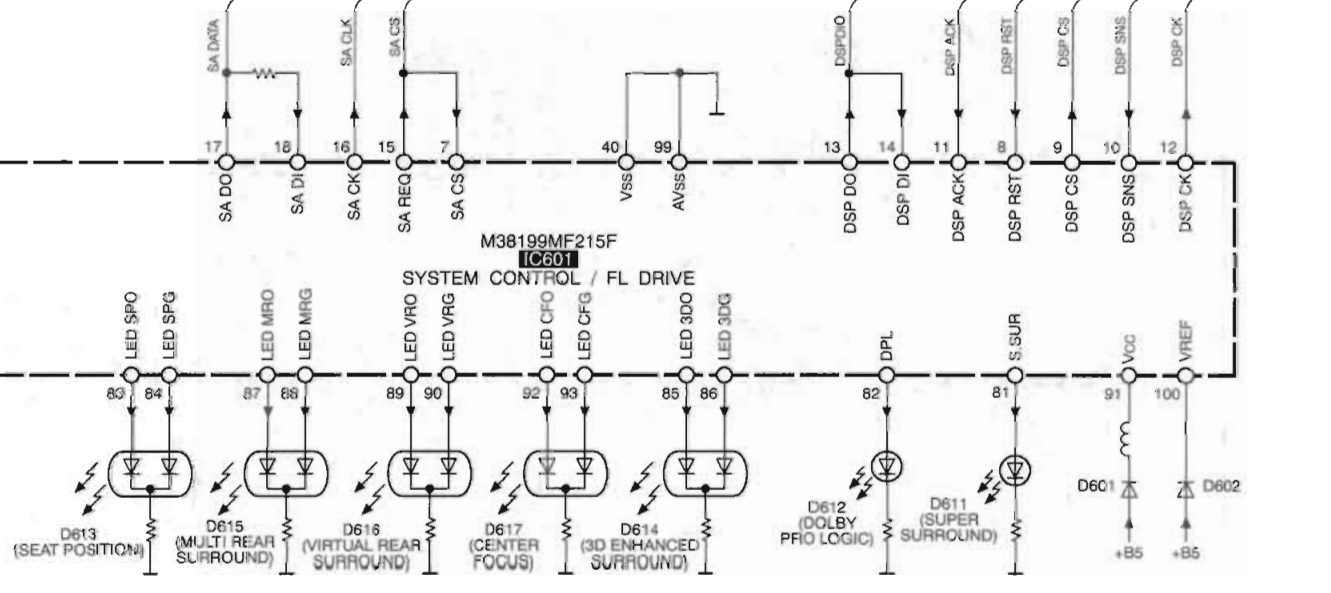 SA DATA
SA CLK
SA CS
DSPDIO
DSP ACK
DSP RST
DSP CS
DSP SNS
DSP CK
17 18 16 15 7 40 99 13 14 11 8 9 10 12
SA DO
SA DI
SA CK
SA REQ
SA CS
Vss
AVss
DSP DO
DSP DI
DSP ACK
DSP RST
DSP CS
DSP SNS
DSP CK
M38199MF215F
IC601
SYSTEM CONTROL / FL DRIVE
LED SPO
LED SPG
LED MRO
LED MRG
LED VRO
LED VRG
LED CFO
LED CFG
LED 3DO
LED 3DG
DPL
S.SUR
VCC
VREF
83 84 87 88 89 90 92 93 85 86 82 81 91 100
D613
(SEAT POSITION)
D615
(MULTI REAR
SURROUND)
D616
(VIRTUAL REAR
SURROUND)
D617
(CENTER
FOCUS)
D614
(3D ENHANCED
SURROUND)
D612
(DOLBY
PRO LOGIC)
D611
(SUPER
SURROUND)
D601
D602
+B5
+B5